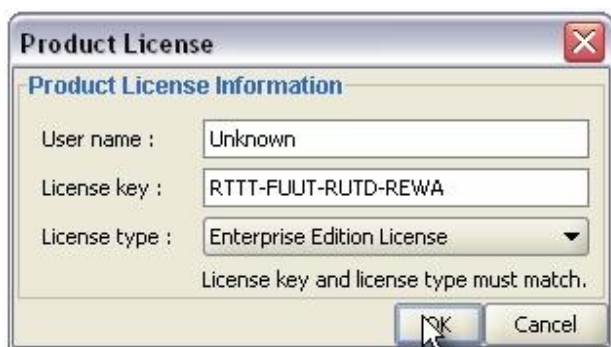 Product License
Product License Information
User name : Unknown
License key : RTTT-FUUT-RUTD-REWA
License type : Enterprise Edition License
License key and license type must match.
OK Cancel